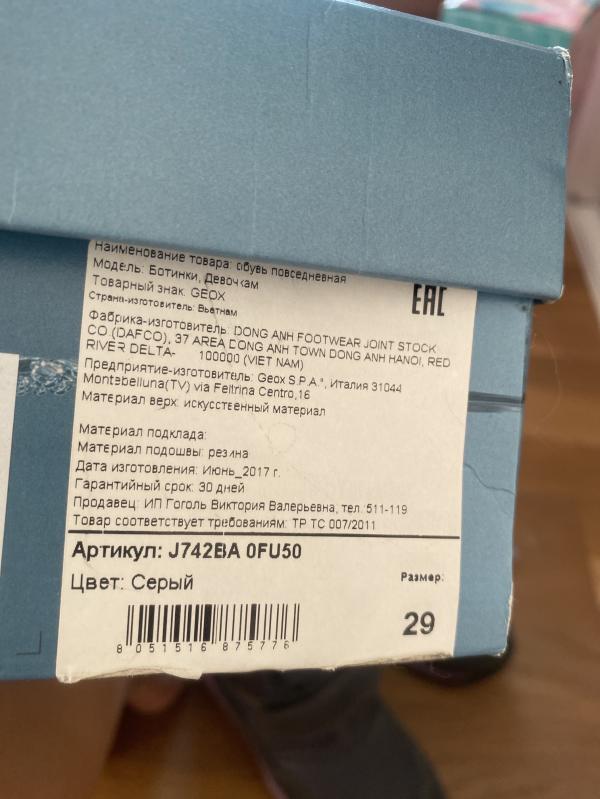 Наименование товара: обувь повседневная
Модель: Ботинки, Девочкам
Товарный знак: GEOX
Страна-изготовитель: Вьетнам
EAC
Фабрика-изготовитель: DONG ANH FOOTWEAR JOINT STOCK
CO.(DAFCO), 37 AREA DONG ANH TOWN DONG ANH HANOI, RED
RIVER DELTA- 100000 (VIET NAM)
Предприятие-изготовитель: Geox S.P.A.", Италия 31044
Montebelluna(TV) via Feltrina Centro,16
Материал верх: искусственный материал
Материал подклада:
Материал подошвы: резина
Дата изготовления: Июнь_2017 г.
Гарантийный срок: 30 дней
Продавец: ИП Гоголь Виктория Валерьевна, тел. 511-119
Товар соответствует требованиям: ТР ТС 007/2011
Артикул: J742BA 0FU50
Цвет: Серый
Размер:
29
8 051516 875776